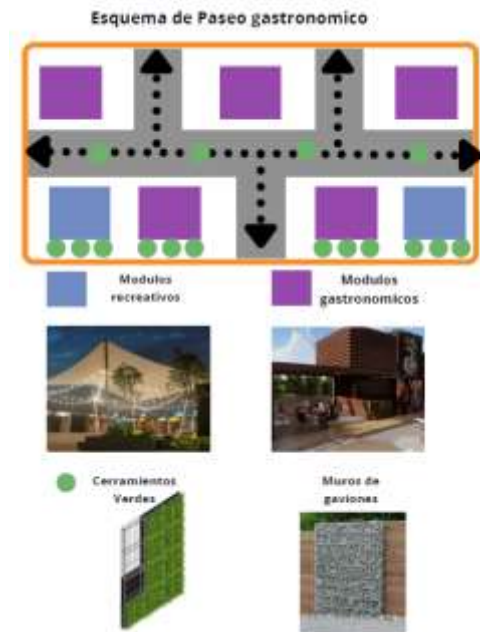 Esquema de Paseo gastronomico
Modulos
recreativos
Modulos
gastronomicos
Cerramientos
Verdes
Muros de
gaviones